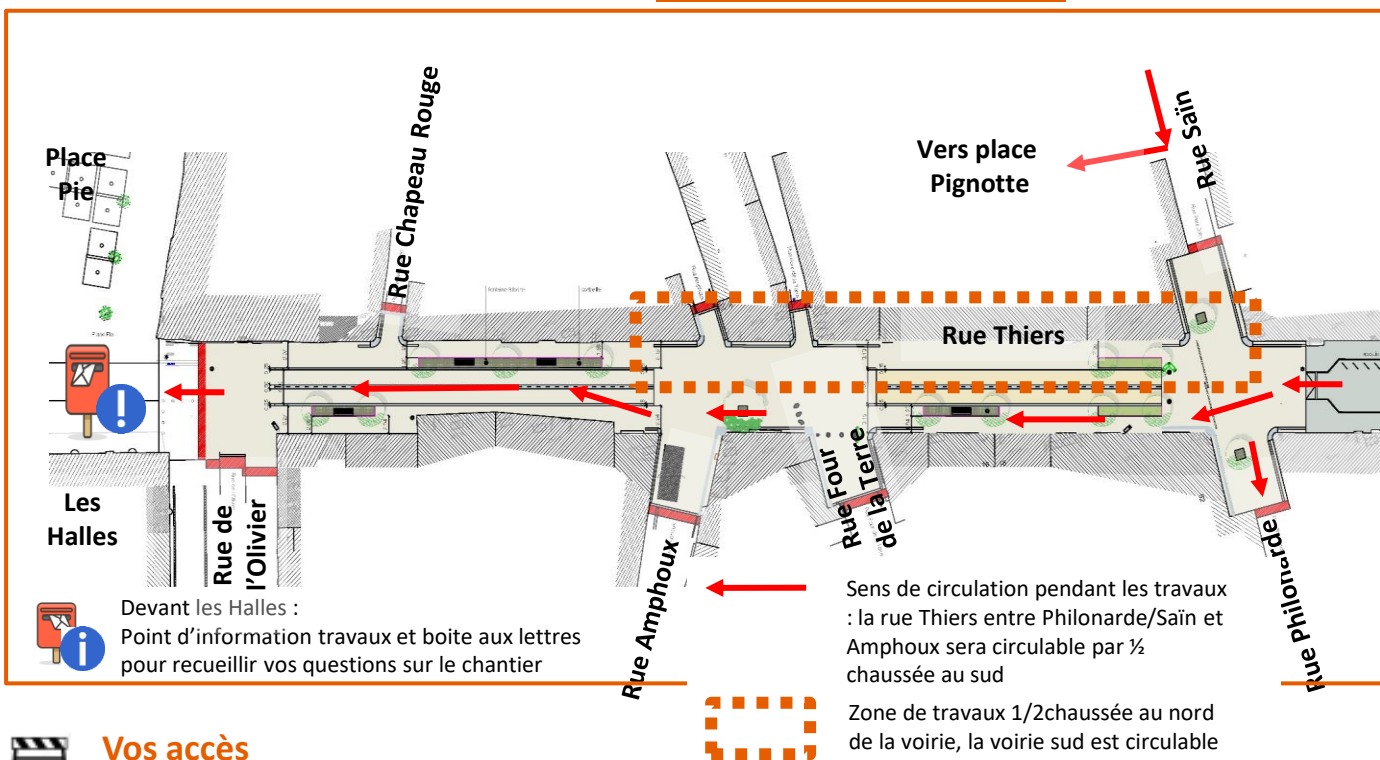 Place
Pie
Rue Chapeau Rouge
Vers place
Pignotte
Rue Saïn
Rue Thiers
Les
Halles
Rue de
l'Olivier
Rue Amphoux
Rue Four
de la Terre
Rue Philonarde
Devant les Halles :
Point d'information travaux et boite aux lettres
pour recueillir vos questions sur le chantier
Sens de circulation pendant les travaux
: la rue Thiers entre Philonarde/Saïn et
Amphoux sera circulable par ½
chaussée au sud
Zone de travaux 1/2chaussée au nord
de la voirie, la voirie sud est circulable
Vos accès